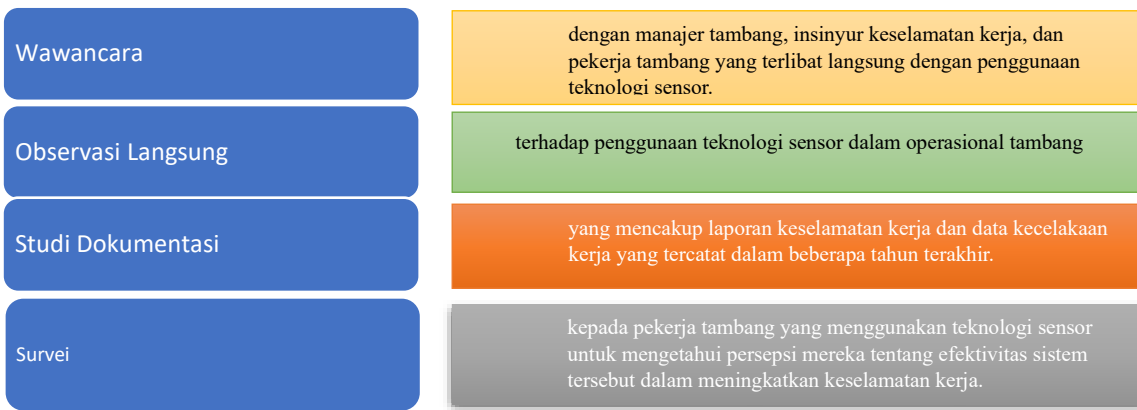 Wawancara
dengan manajer tambang, insinyur keselamatan kerja, dan
pekerja tambang yang terlibat langsung dengan penggunaan
teknologi sensor.
Observasi Langsung
terhadap penggunaan teknologi sensor dalam operasional tambang
Studi Dokumentasi
yang mencakup laporan keselamatan kerja dan data kecelakaan
kerja yang tercatat dalam beberapa tahun terakhir.
Survei
kepada pekerja tambang yang menggunakan teknologi sensor
untuk mengetahui persepsi mereka tentang efektivitas sistem
tersebut dalam meningkatkan keselamatan kerja.